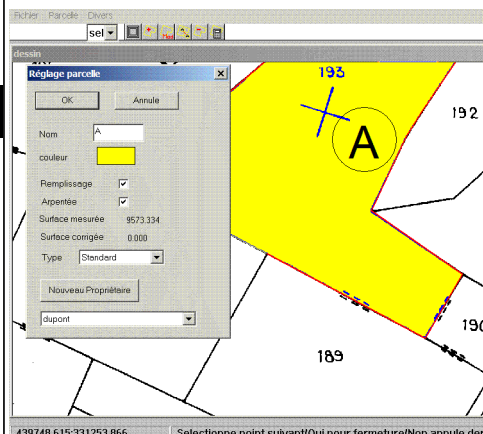 Fichier Parcelle Divers
sel
dessin
Réglage parcelle
OK Annule
Nom A
couleur
Remplissage
Arpentée
Surface mesurée 9573.334
Surface corrigée 0.000
Type Standard
Nouveau Propriétaire
dupont
193
192
A
190
189
439748.615:331253.866 Selectionne point suivant(Oui pour fermeture/Non annule der